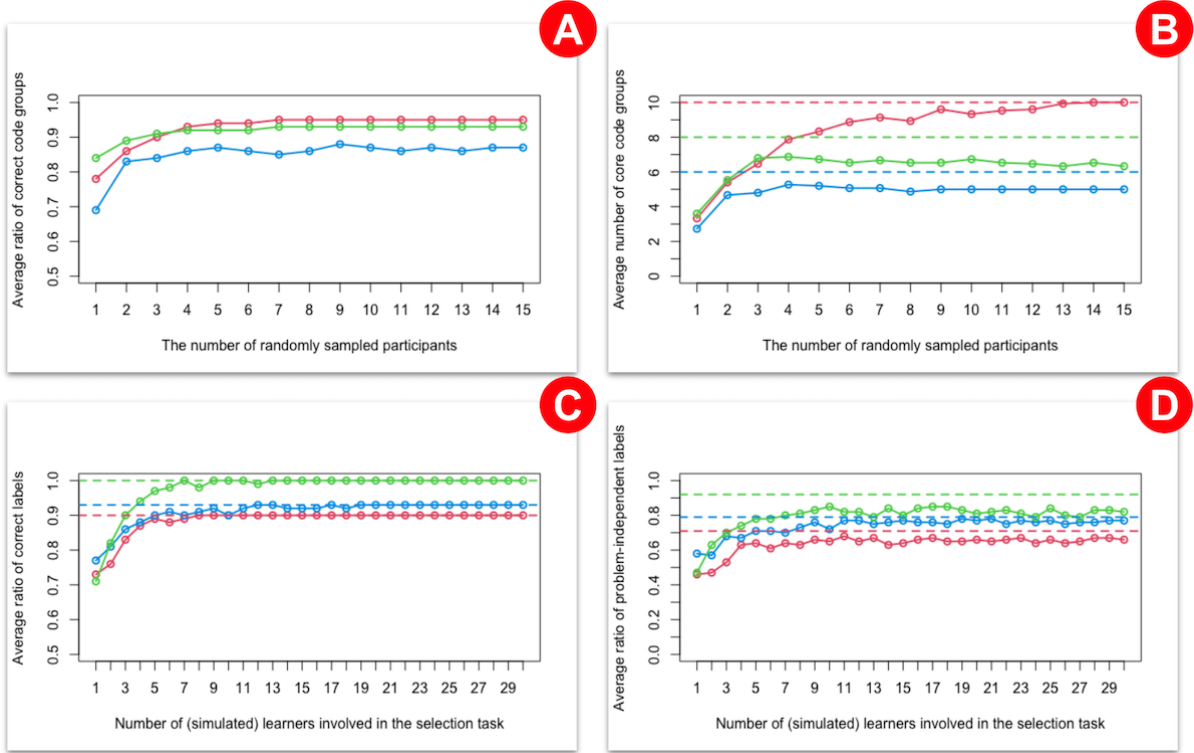 A
Average ratio of correct code groups
1.0
0.9
0.8
0.7
0.6
0.5
1 2 3 4 5 6 7 8 9 10 11 12 13 14 15
The number of randomly sampled participants
B
Average number of core code groups
10
8
6
4
2
0
1 2 3 4 5 6 7 8 9 10 11 12 13 14 15
The number of randomly sampled participants
C
Average ratio of correct labels
1.0
0.9
0.8
0.7
0.6
0.5
1 3 5 7 9 11 13 15 17 19 21 23 25 27 29
Number of (simulated) learners involved in the selection task
D
Average ratio of problem-independent labels
1.0
0.8
0.6
0.4
0.2
0.0
1 3 5 7 9 11 13 15 17 19 21 23 25 27 29
Number of (simulated) learners involved in the selection task